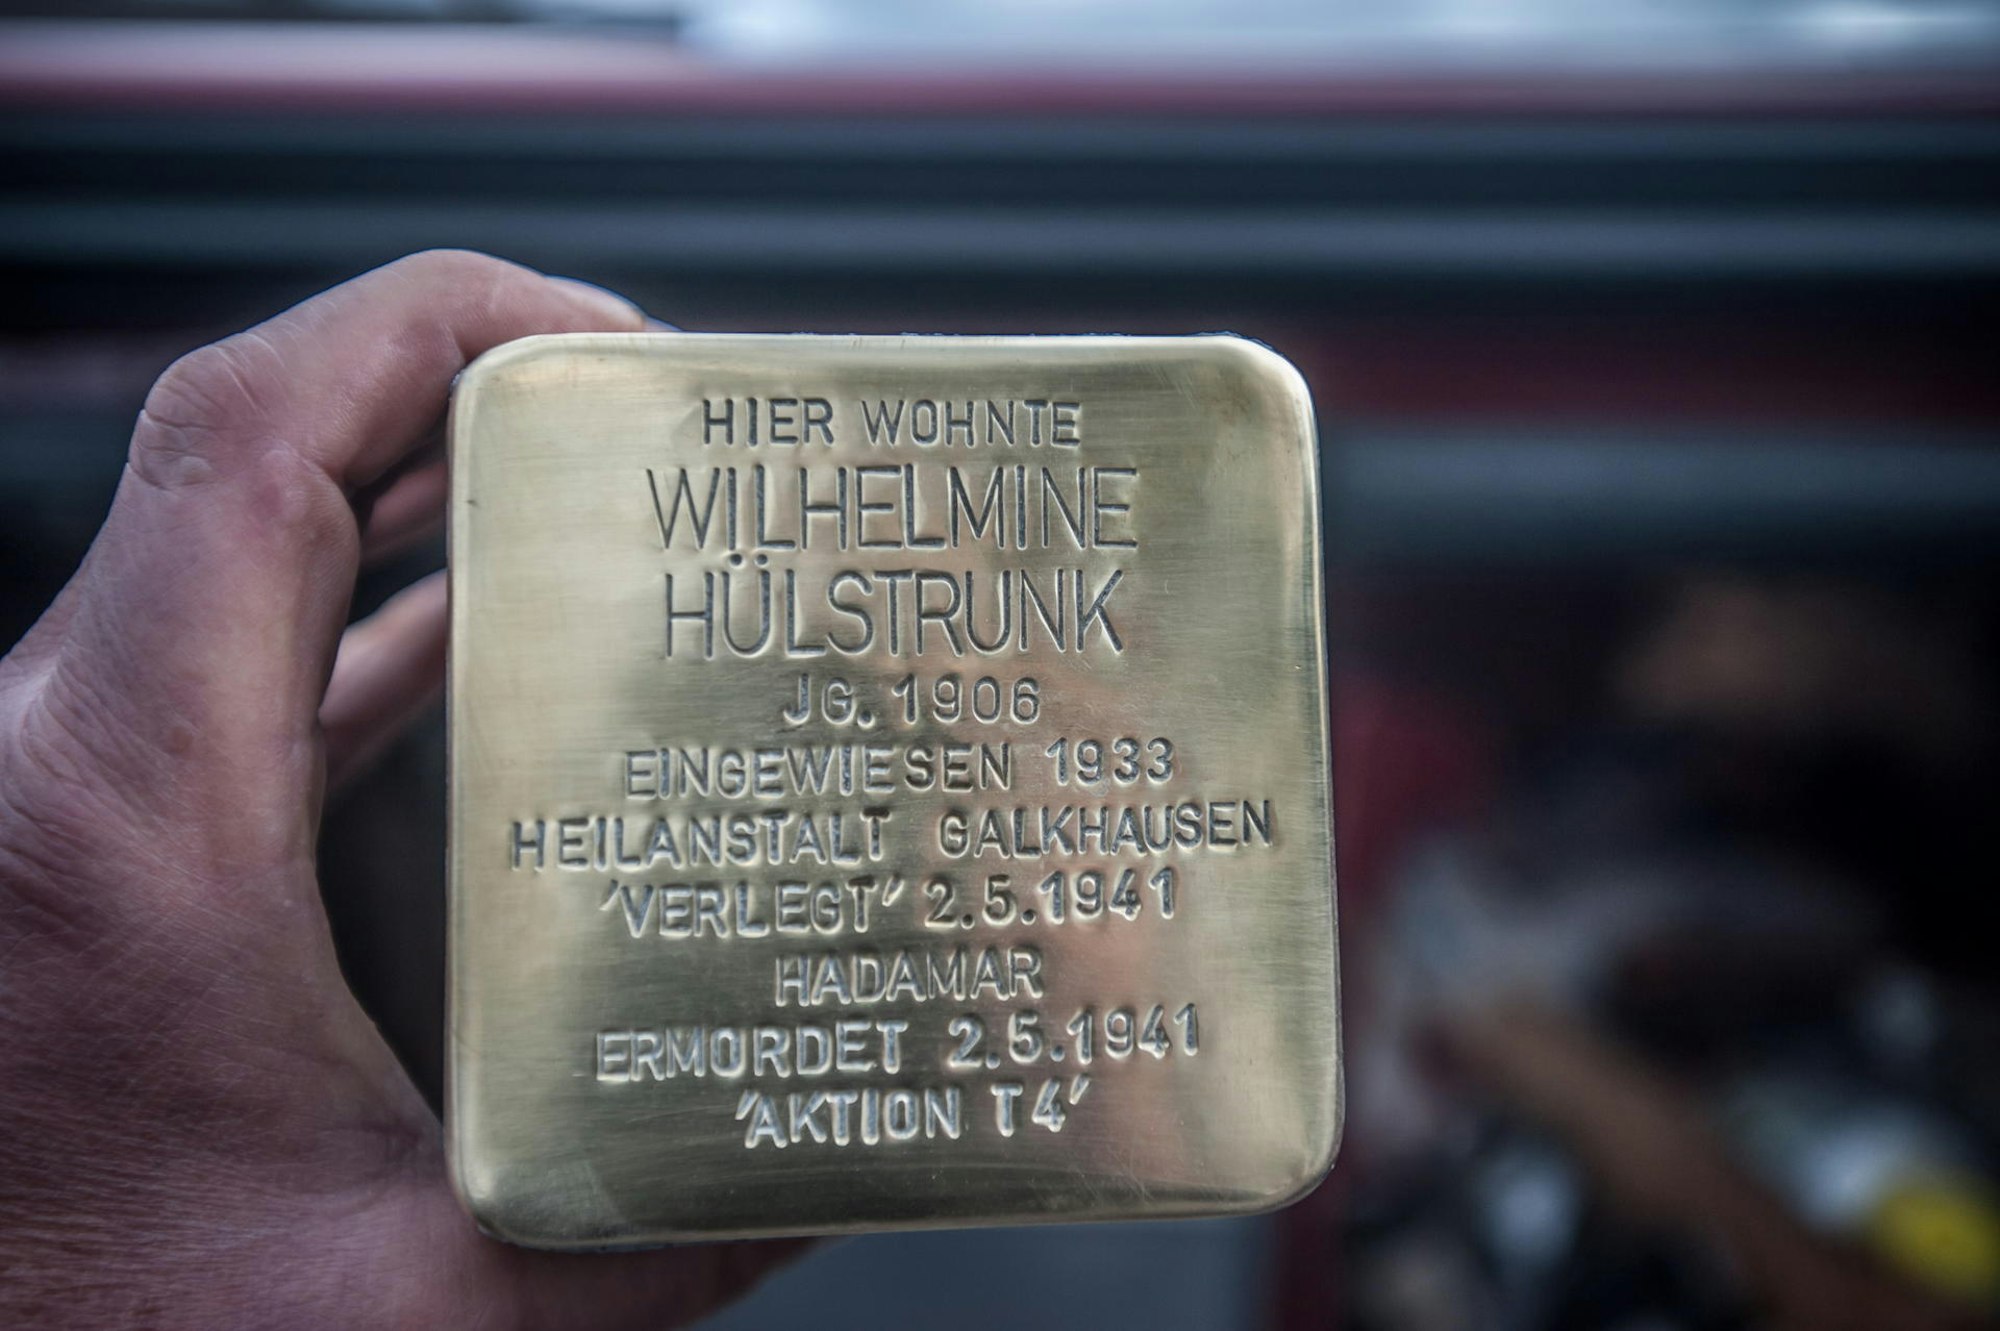 HIER WOHNTE
WILHELMINE
HÜLSTRUNK
JG. 1906
EINGEWIESEN 1933
HEILANSTALT GALKHAUSEN
'VERLEGT' 2.5.1941
HADAMAR
ERMORDET 2.5.1941
'AKTION T4'